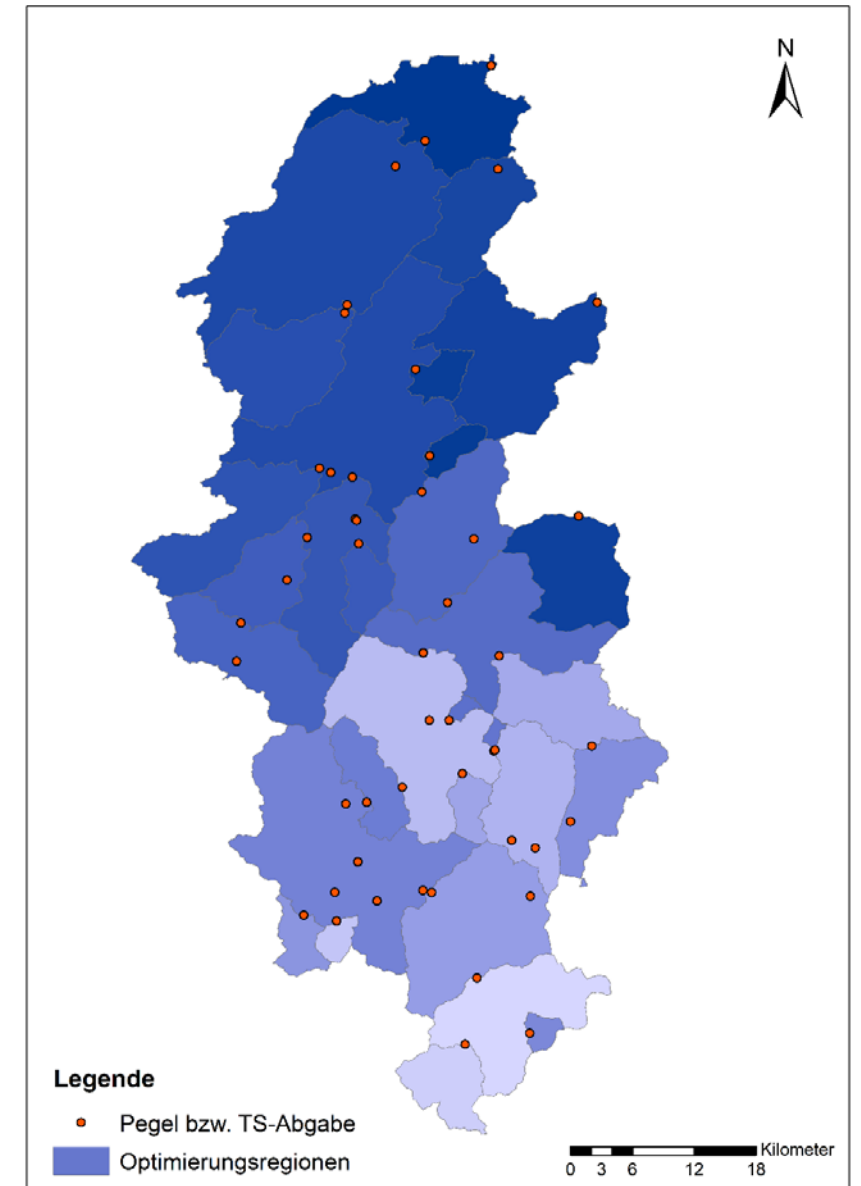 N
Legende
Pegel bzw. TS-Abgabe
Optimierungsregionen
Kilometer
0 3 6 12 18